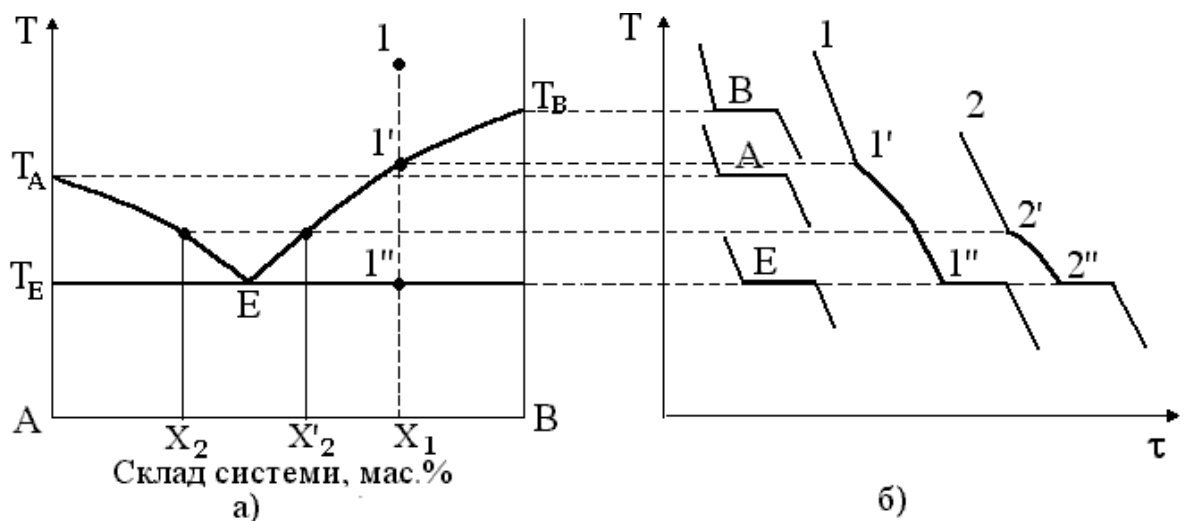 T
1
T_B
1'
T_A
1"
T_E
E
A
X_2
X'_2
X_1
B
Склад системи, мас.%
а)
T
1
B
2
A
1'
2'
E
1"
2"
τ
б)